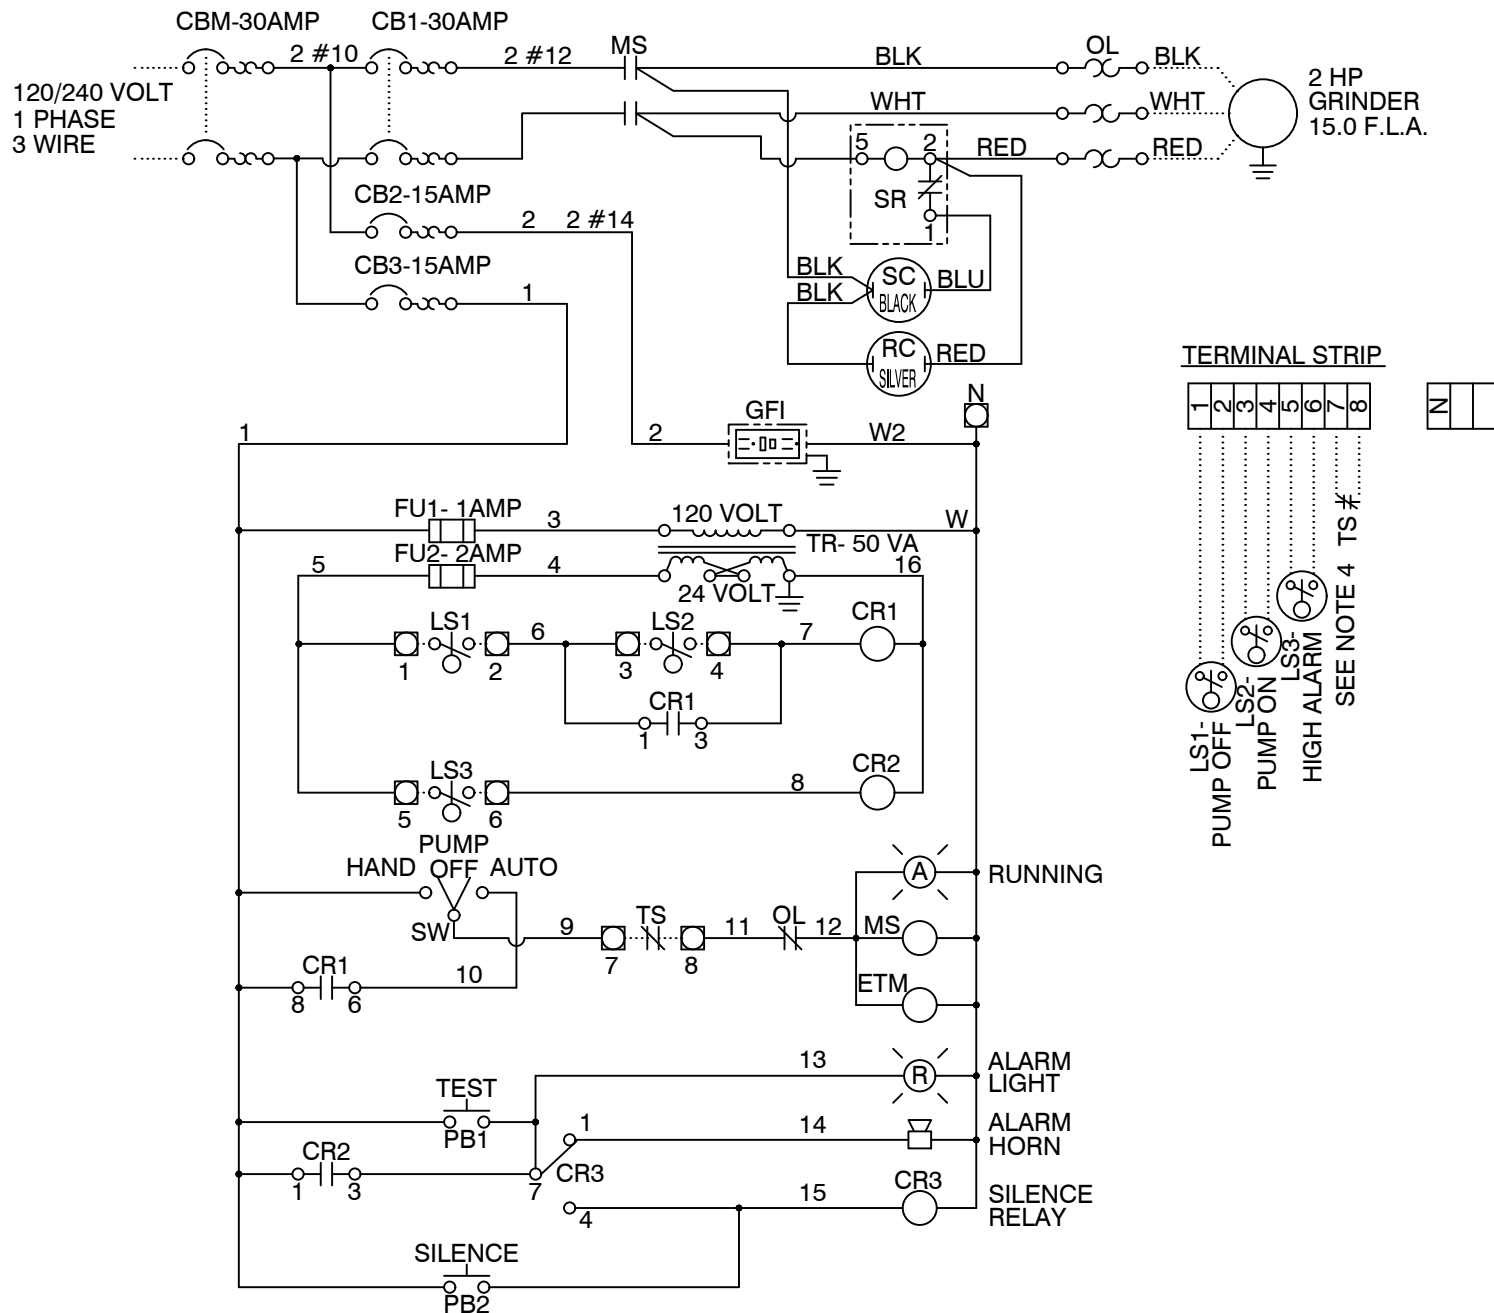 CBM-30AMP
CB1-30AMP
2 #10
2 #12
MS
BLK
OL
BLK
120/240 VOLT
1 PHASE
3 WIRE
WHT
WHT
2 HP
GRINDER
15.0 F.L.A.
5
2
RED
RED
SR
1
CB2-15AMP
2
2 #14
CB3-15AMP
1
BLK
BLK
SC
BLACK
BLU
RC
SILVER
RED
N
GFI
1
2
W2
FU1- 1AMP
3
120 VOLT
W
TR- 50 VA
FU2- 2AMP
5
4
24 VOLT
16
LS1
6
LS2
7
CR1
1
2
3
4
CR1
1
3
LS3
8
CR2
5
6
PUMP
HAND
OFF
AUTO
SW
9
TS
11
OL
12
7
8
A
RUNNING
MS
ETM
CR1
10
8
6
13
R
ALARM
LIGHT
TEST
PB1
1
14
ALARM
HORN
CR2
1
3
7
CR3
4
15
CR3
SILENCE
RELAY
SILENCE
PB2
TERMINAL STRIP
1
2
3
4
5
6
7
8
N
LS1-
PUMP OFF
LS2-
PUMP ON
LS3-
HIGH ALARM
SEE NOTE 4 TS